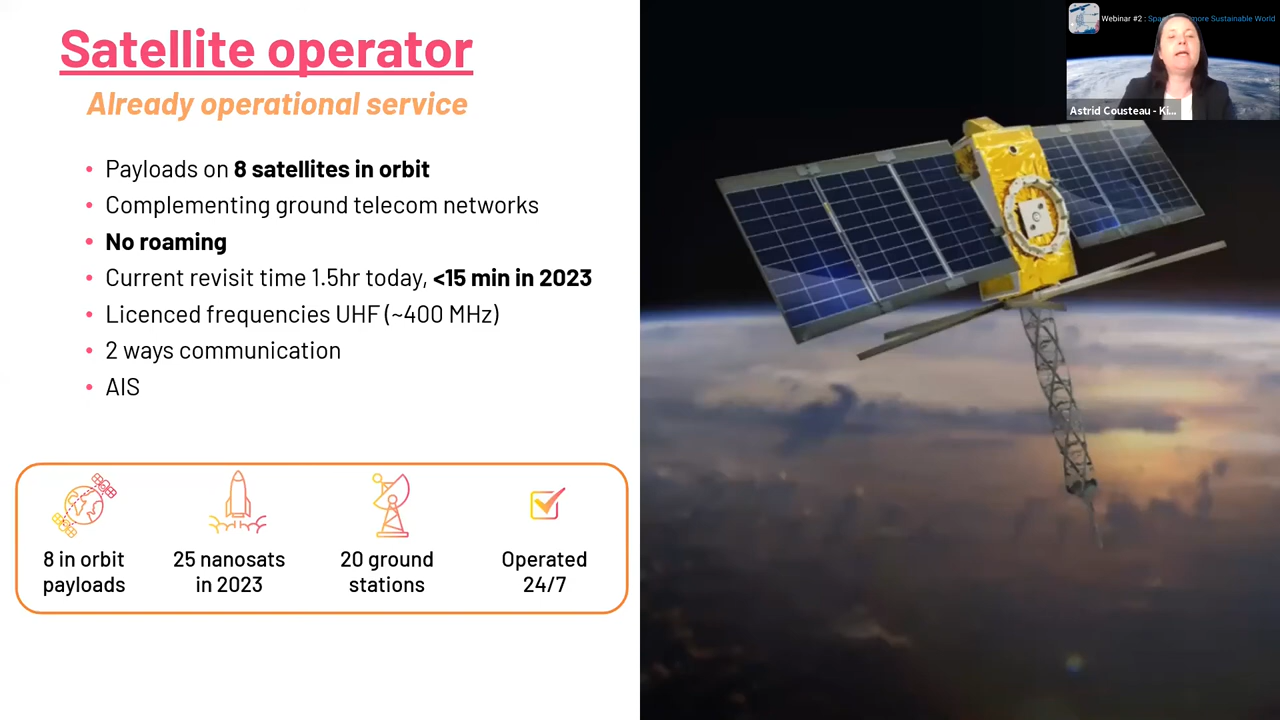 Satellite operator
Already operational service
Payloads on 8 satellites in orbit
Complementing ground telecom networks
No roaming
Current revisit time 1.5hr today, <15 min in 2023
Licenced frequencies UHF (~400 MHz)
2 ways communication
AIS
8 in orbit
payloads
25 nanosats
in 2023
20 ground
stations
Operated
24/7
Webinar #2 : Space more Sustainable World
Astrid Cousteau - Ki...